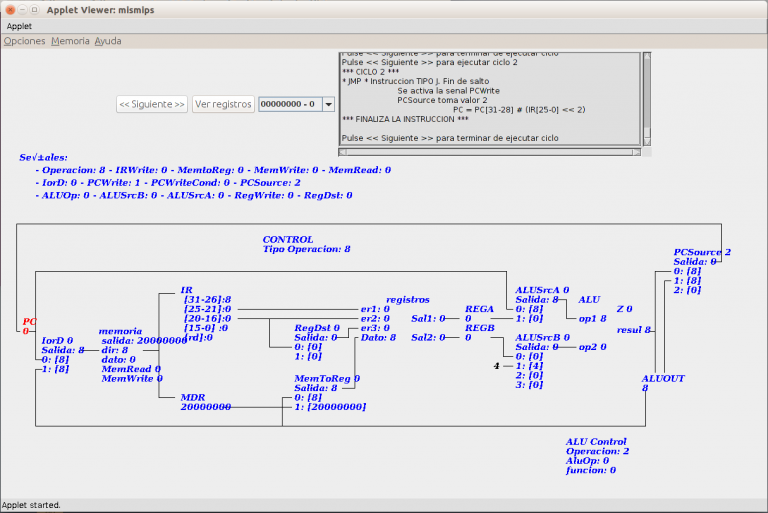 Applet Viewer: mismips
Applet
Opciones Memoria Ayuda
Pulse << Siguiente >> para terminar de ejecutar ciclo
Pulse << Siguiente >> para ejecutar ciclo 2
*** CICLO 2 ***
* JMP * Instruccion TIPO J. Fin de salto
Se activa la senal PCWrite
PCSource toma valor 2
PC = PC[31-28] # (IR[25-0] << 2)
*** FINALIZA LA INSTRUCCION ***
Pulse << Siguiente >> para terminar de ejecutar ciclo
<< Siguiente >> Ver registros 00000000 - 0
Se√±ales:
- Operacion: 8 - IRWrite: 0 - MemtoReg: 0 - MemWrite: 0 - MemRead: 0
- IorD: 0 - PCWrite: 1 - PCWriteCond: 0 - PCSource: 2
- ALUOp: 0 - ALUSrcB: 0 - ALUSrcA: 0 - RegWrite: 0 - RegDst: 0
CONTROL
Tipo Operacion: 8
PCSource 2
Salida: 0
0: [8]
1: [8]
2: [0]
PC
0
IorD 0
Salida: 8
0: [8]
1: [8]
memoria
salida: 20000000
dir: 8
dato: 0
MemRead 0
MemWrite 0
IR
[31-26]:8
[25-21]:0
[20-16]:0
[15-0] :0
[rd]:0
MDR
20000000
RegDst 0
Salida: 0
0: [0]
1: [0]
MemToReg 0
Salida: 8
0: [8]
1: [20000000]
registros
er1: 0
er2: 0
er3: 0
Dato: 8
Sal1: 0
Sal2: 0
REGA
0
REGB
0
4
ALUSrcA 0
Salida: 8
0: [8]
1: [0]
ALUSrcB 0
Salida: 0
0: [0]
1: [4]
2: [0]
3: [0]
ALU
op1 8
op2 0
Z 0
resul 8
ALUOUT
8
ALU Control
Operacion: 2
AluOp: 0
funcion: 0
Applet started.